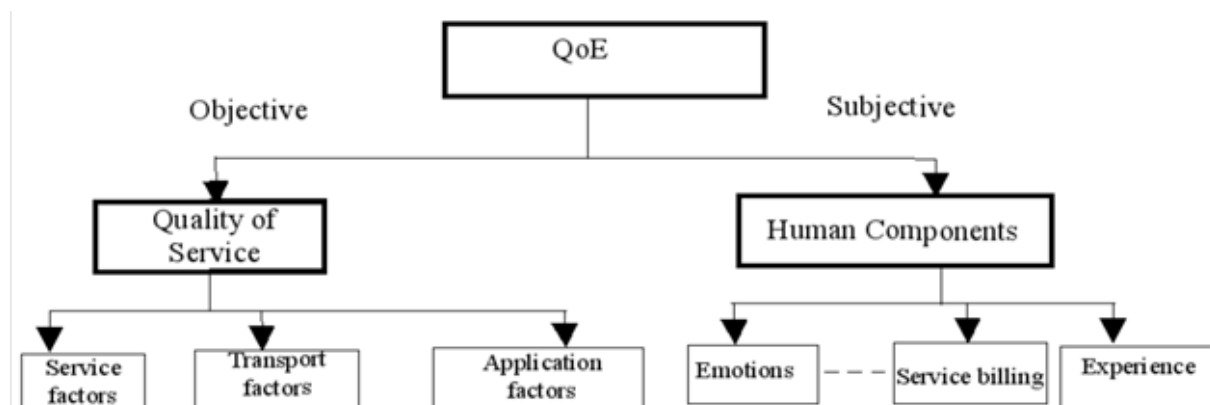 QoE
Objective
Subjective
Quality of
Service
Human Components
Service
factors
Transport
factors
Application
factors
Emotions
Service billing
Experience